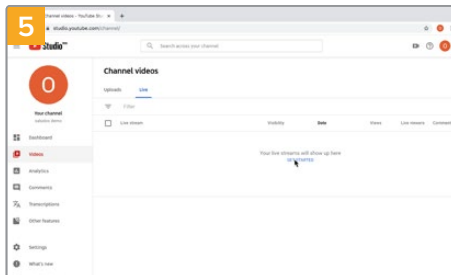 5
Channel videos - YouTube St
studio.youtube.com/channel/
Studio
Search across your channel
O
Your channel
Channel videos
Uploads Live
Filter
Live stream Visibility Date Views Live viewers Comments
Your live streams will show up here
GET STARTED
Dashboard
Videos
Analytics
Comments
Transcriptions
Other features
Settings
What's new